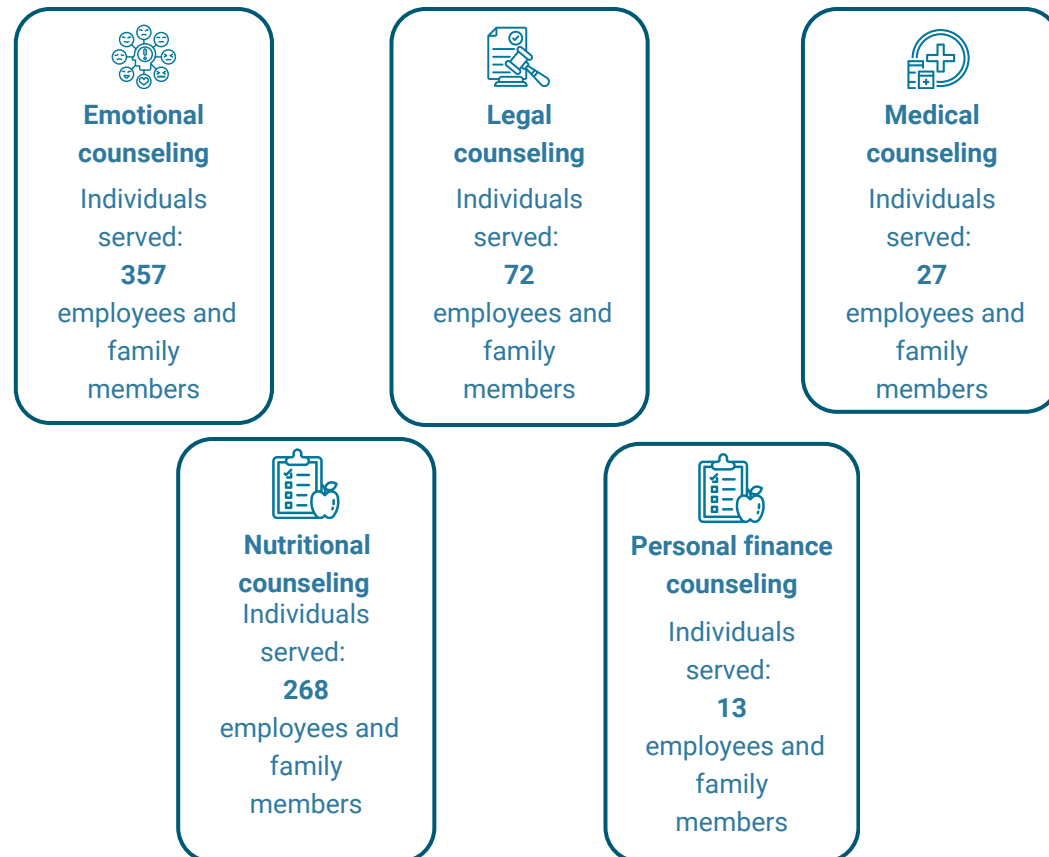 Emotional
counseling
Individuals
served:
357
employees and
family
members
Legal
counseling
Individuals
served:
72
employees and
family
members
Medical
counseling
Individuals
served:
27
employees and
family
members
Nutritional
counseling
Individuals
served:
268
employees and
family
members
Personal finance
counseling
Individuals
served:
13
employees and
family
members